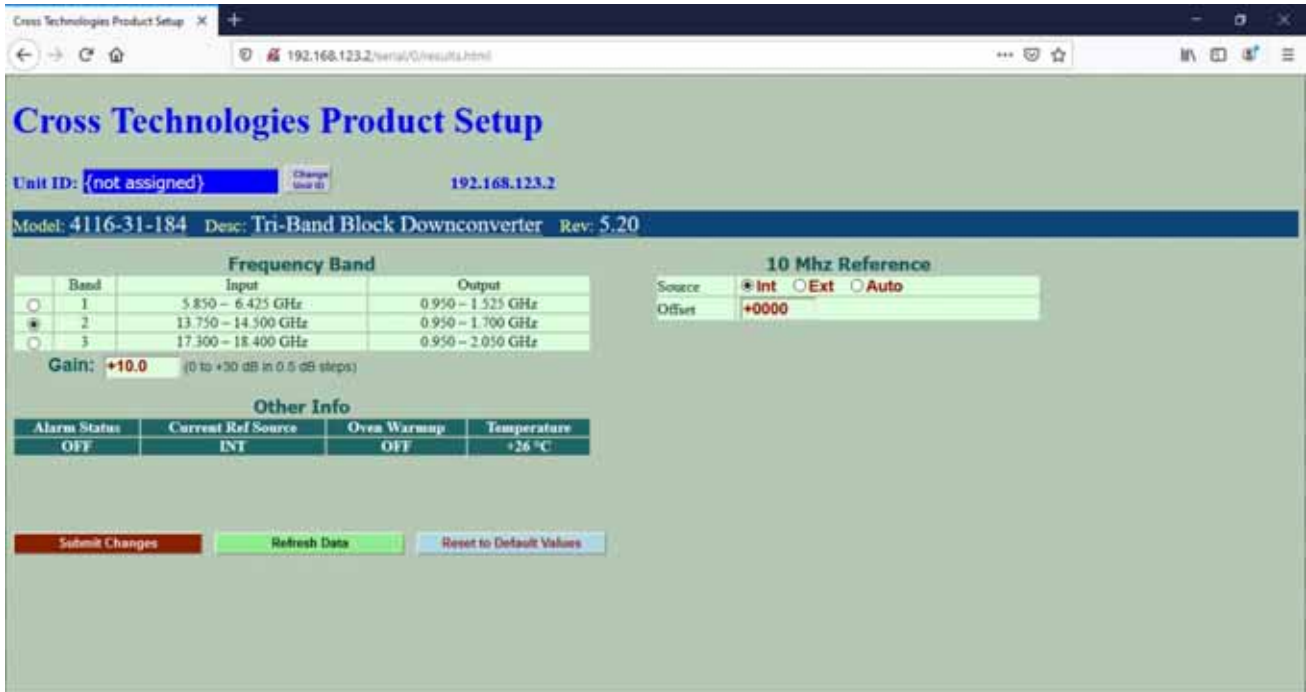 Cross Technologies Product Setup
192.168.123.2/serial/0/results.html
Cross Technologies Product Setup
Unit ID: {not assigned} Change Unit ID 192.168.123.2
Model: 4116-31-184 Desc: Tri-Band Block Downconverter Rev: 5.20
Frequency Band
Band Input Output
1 5.850 – 6.425 GHz 0.950 – 1.525 GHz
2 13.750 – 14.500 GHz 0.950 – 1.700 GHz
3 17.300 – 18.400 GHz 0.950 – 2.050 GHz
Gain: +10.0 (0 to +30 dB in 0.5 dB steps)
10 Mhz Reference
Source Int Ext Auto
Offset +0000
Other Info
Alarm Status Current Ref Source Oven Warmup Temperature
OFF INT OFF +26 °C
Submit Changes Refresh Data Reset to Default Values